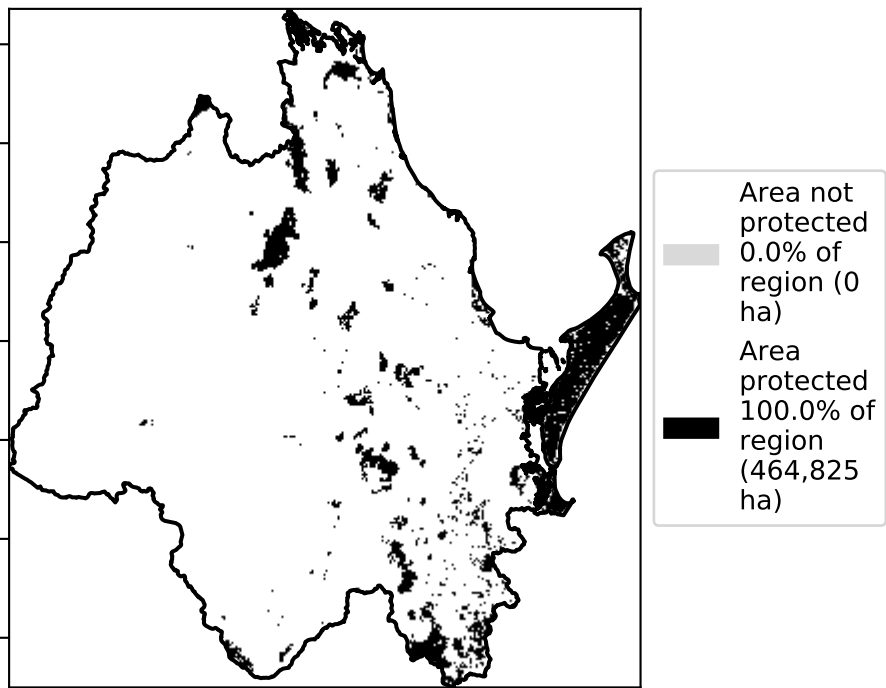 Area not
protected
0.0% of
region (0
ha)
Area
protected
100.0% of
region
(464,825
ha)